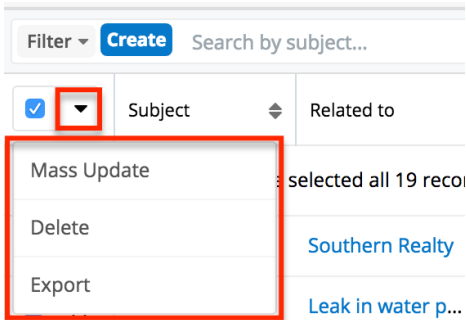 Filter Create Search by subject...
Subject Related to
Mass Update
selected all 19 recor
Delete
Southern Realty
Export
Leak in water p...